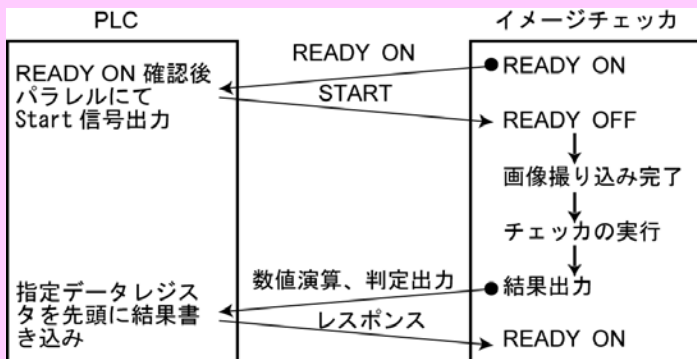 PLC
イメージチェッカ
READY ON
READY ON
READY ON 確認後
パラレルにて
Start 信号出力
START
READY OFF
画像撮り込み完了
チェッカの実行
数値演算、判定出力
結果出力
指定データレジス
タを先頭に結果書
き込み
レスポンス
READY ON